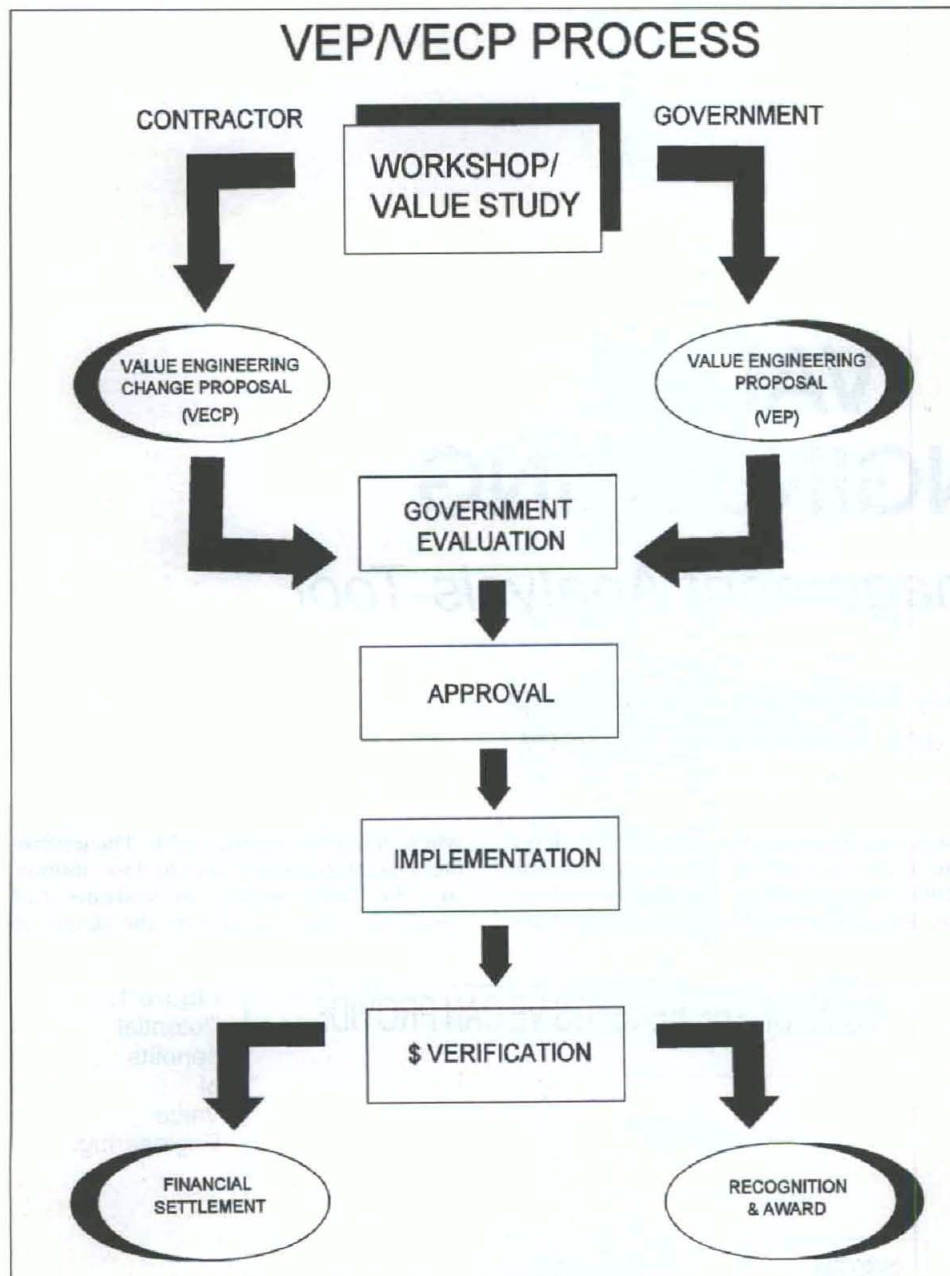 VEP/VECP PROCESS
CONTRACTOR
GOVERNMENT
WORKSHOP/
VALUE STUDY
VALUE ENGINEERING
CHANGE PROPOSAL
(VECP)
VALUE ENGINEERING
PROPOSAL
(VEP)
GOVERNMENT
EVALUATION
APPROVAL
IMPLEMENTATION
$ VERIFICATION
FINANCIAL
SETTLEMENT
RECOGNITION
& AWARD